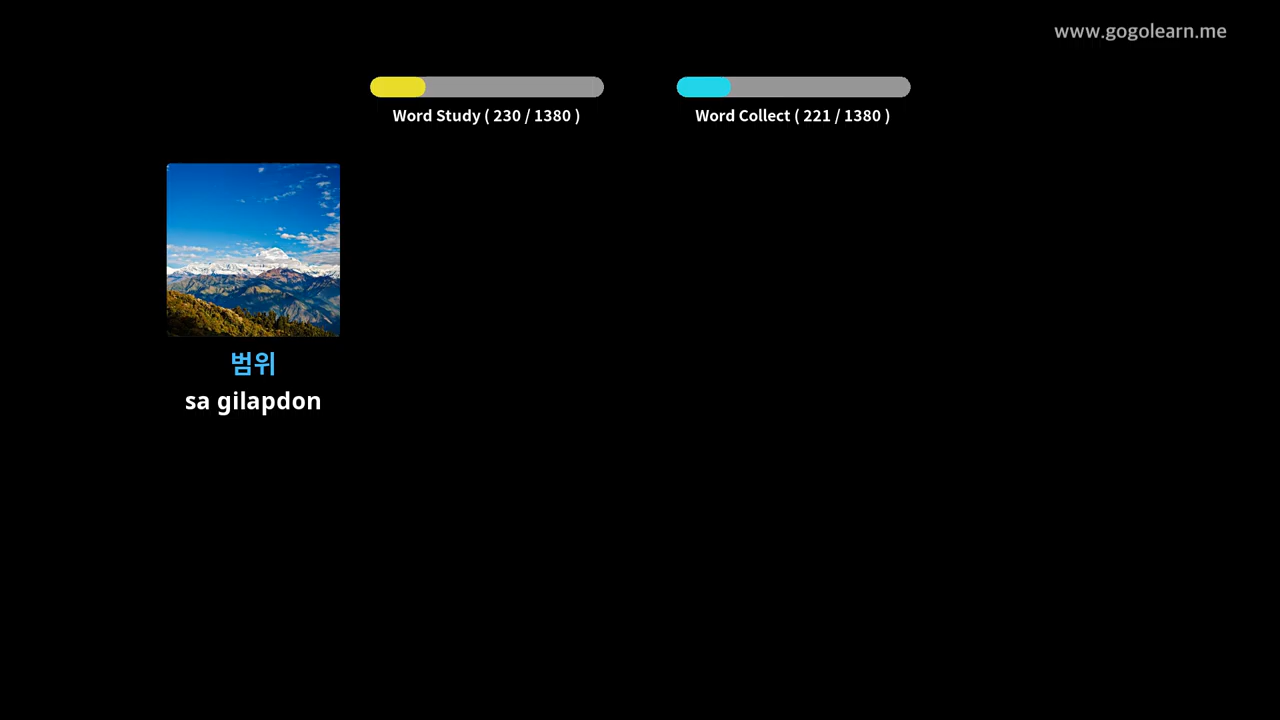 www.gogolearn.me
Word Study ( 230 / 1380 )
Word Collect ( 221 / 1380 )
범위
sa gilapdon